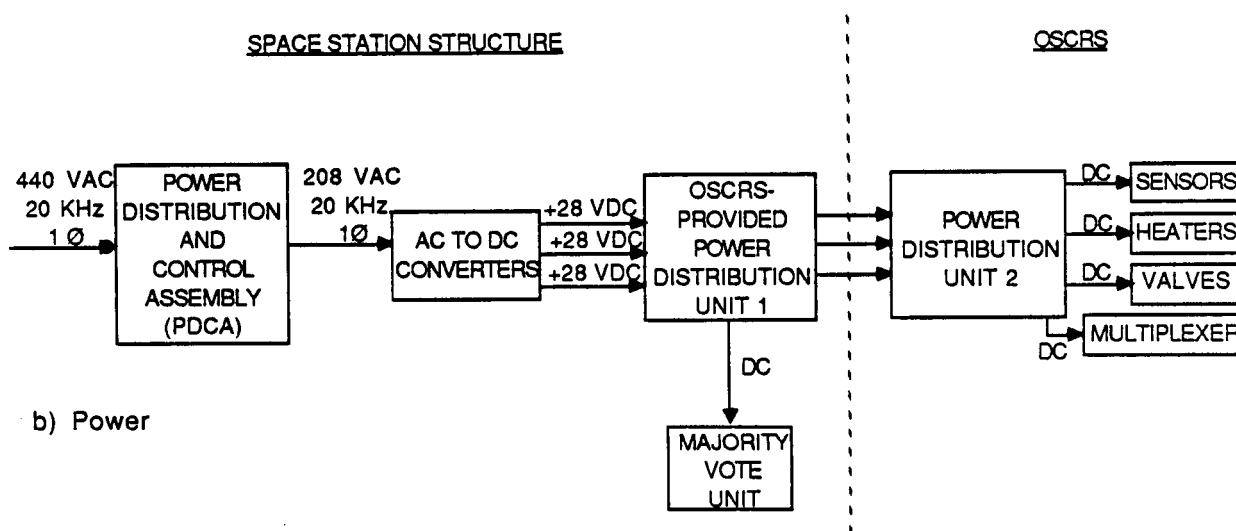 SPACE STATION STRUCTURE
OSCRS
440 VAC
20 KHz
1 Ø
POWER
DISTRIBUTION
AND
CONTROL
ASSEMBLY
(PDCA)
208 VAC
20 KHz
1Ø
AC TO DC
CONVERTERS
+28 VDC
+28 VDC
+28 VDC
OSCRS-
PROVIDED
POWER
DISTRIBUTION
UNIT 1
DC
MAJORITY
VOTE
UNIT
POWER
DISTRIBUTION
UNIT 2
DC
SENSORS
DC
HEATERS
DC
VALVES
DC
MULTIPLEXER
b) Power